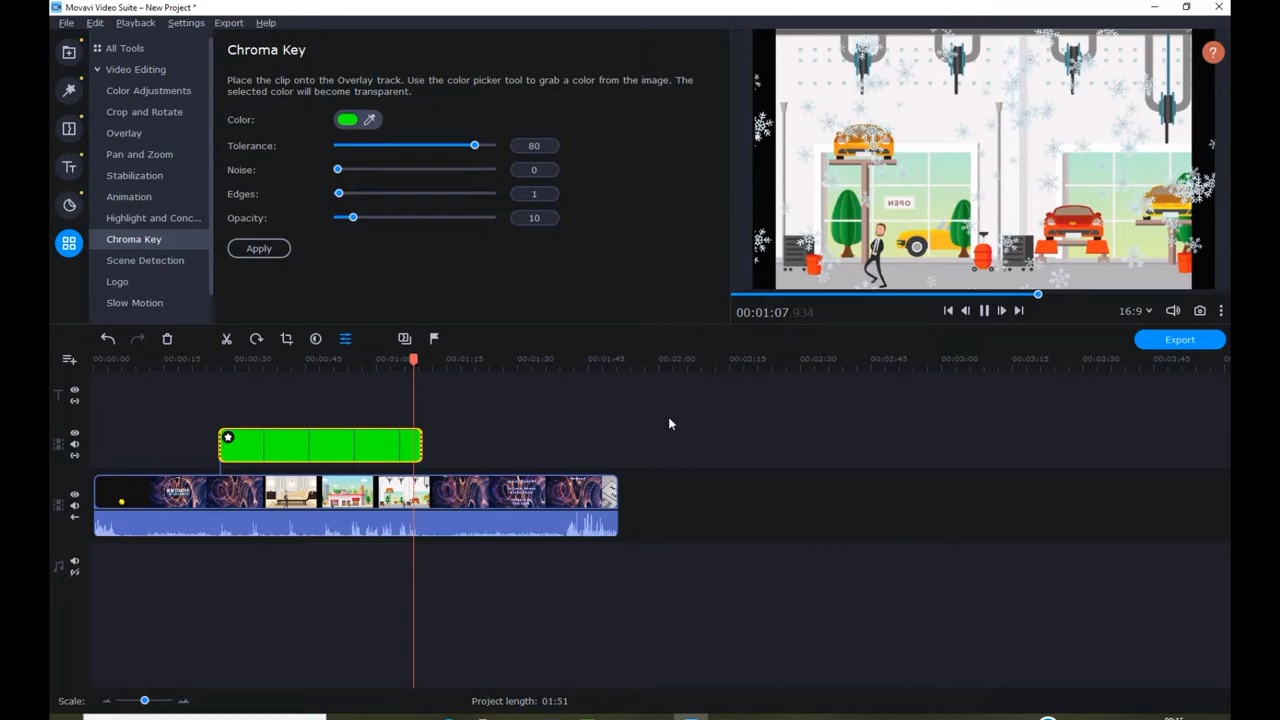 Movavi Video Suite – New Project *
File Edit Playback Settings Export Help
All Tools
Video Editing
Color Adjustments
Crop and Rotate
Overlay
Pan and Zoom
Stabilization
Animation
Highlight and Conc...
Chroma Key
Scene Detection
Logo
Slow Motion
Chroma Key
Place the clip onto the Overlay track. Use the color picker tool to grab a color from the image. The
selected color will become transparent.
Color:
Tolerance: 80
Noise: 0
Edges: 1
Opacity: 10
Apply
?
OPEN
00:01:07.934
16:9
Export
00:00:00 00:00:15 00:00:30 00:00:45 00:01:00 00:01:15 00:01:30 00:01:45 00:02:00 00:02:15 00:02:30 00:02:45 00:03:00 00:03:15 00:03:30 00:03:45
Scale:
Project length: 01:51